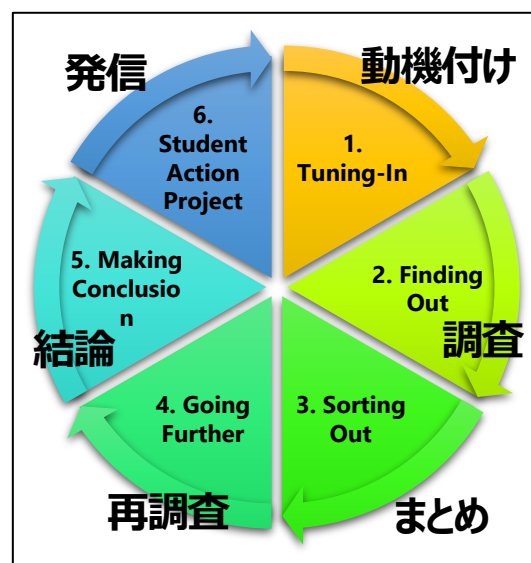 動機付け
1.
Tuning-In
2. Finding
Out
調査
3. Sorting
Out
まとめ
4. Going
Further
再調査
5. Making
Conclusio
n
結論
6.
Student
Action
Project
発信